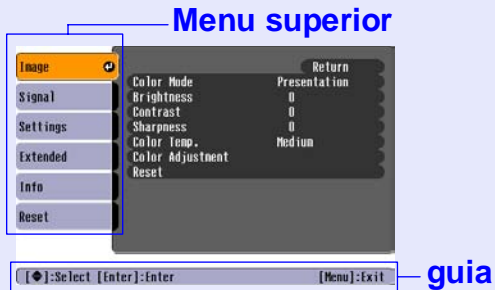 Menu superior
Image
Signal
Settings
Extended
Info
Reset
Return
Color Mode Presentation
Brightness 0
Contrast 0
Sharpness 0
Color Temp. Medium
Color Adjustment
Reset
[◆]:Select [Enter]:Enter [Menu]:Exit
guia